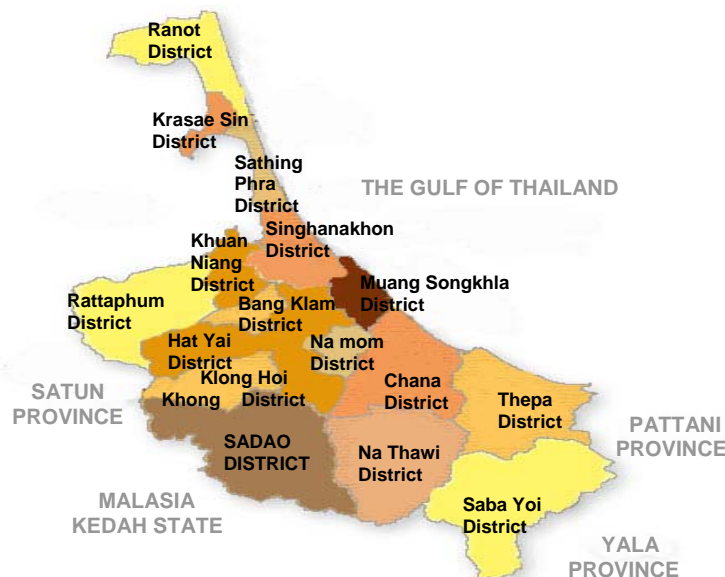 Ranot
District
Krasae Sin
District
Sathing
Phra
District
THE GULF OF THAILAND
Singhanakhon
District
Khuan
Niang
District
Muang Songkhla
District
Rattaphum
District
Bang Klam
District
Hat Yai
District
Na mom
District
Klong Hoi
Khong District
Chana
District
Thepa
District
SATUN
PROVINCE
PATTANI
PROVINCE
SADAO
DISTRICT
Na Thawi
District
MALASIA
KEDAH STATE
Saba Yoi
District
YALA
PROVINCE